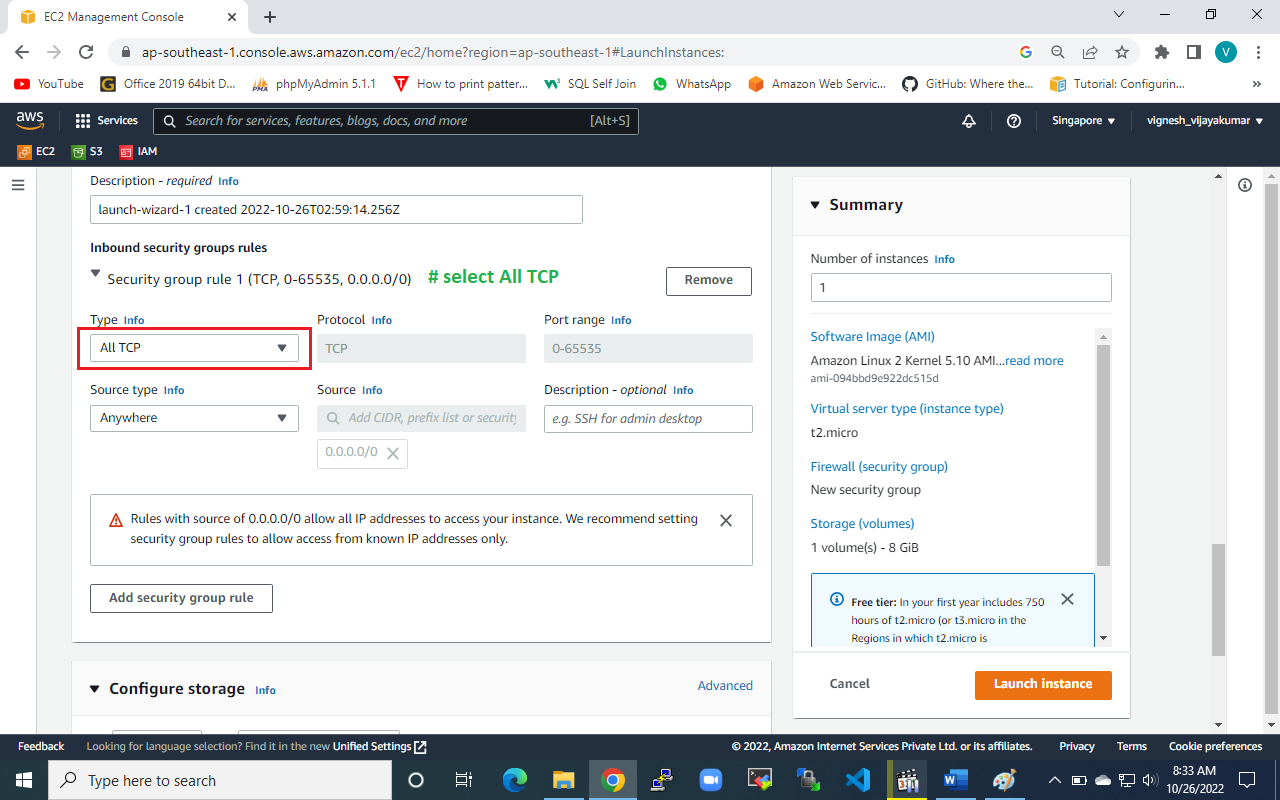 EC2 Management Console
ap-southeast-1.console.aws.amazon.com/ec2/home?region=ap-southeast-1#LaunchInstances:
V
YouTube
Office 2019 64bit D...
phpMyAdmin 5.1.1
How to print patter...
SQL Self Join
WhatsApp
Amazon Web Servic...
GitHub: Where the...
Tutorial: Configurin...
»
aws
Services
Search for services, features, blogs, docs, and more
[Alt+S]
Singapore
vignesh_vijayakumar
EC2
S3
IAM
Description - required Info
launch-wizard-1 created 2022-10-26T02:59:14.256Z
Inbound security groups rules
Security group rule 1 (TCP, 0-65535, 0.0.0.0/0)
# select All TCP
Remove
Type Info
Protocol Info
Port range Info
All TCP
TCP
0-65535
Source type Info
Source Info
Description - optional Info
Anywhere
Add CIDR, prefix list or security
e.g. SSH for admin desktop
0.0.0.0/0
Rules with source of 0.0.0.0/0 allow all IP addresses to access your instance. We recommend setting
security group rules to allow access from known IP addresses only.
Add security group rule
Configure storage Info
Advanced
Summary
Number of instances Info
1
Software Image (AMI)
Amazon Linux 2 Kernel 5.10 AMI...read more
ami-094bbd9e922dc515d
Virtual server type (instance type)
t2.micro
Firewall (security group)
New security group
Storage (volumes)
1 volume(s) - 8 GiB
Free tier: In your first year includes 750
hours of t2.micro (or t3.micro in the
Regions in which t2.micro is
Cancel
Launch instance
Feedback
Looking for language selection? Find it in the new Unified Settings
© 2022, Amazon Internet Services Private Ltd. or its affiliates.
Privacy
Terms
Cookie preferences
Type here to search
8:33 AM
10/26/2022